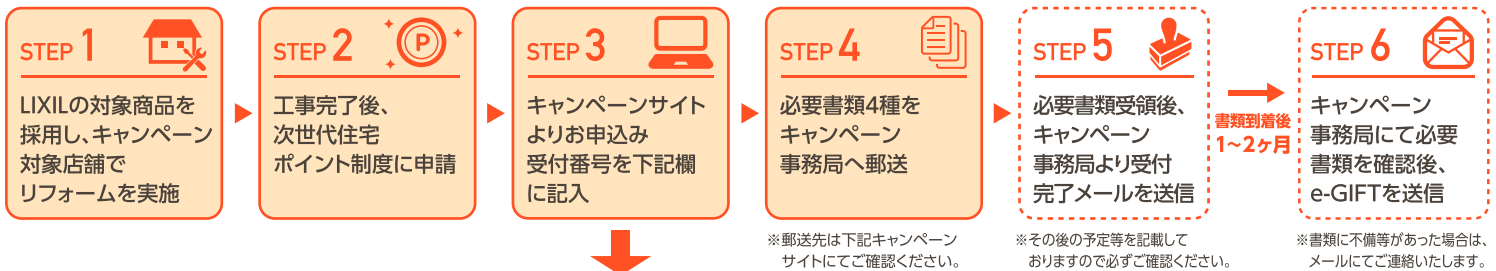 STEP 1
LIXILの対象商品を
採用し、キャンペーン
対象店舗で
リフォームを実施
STEP 2
P
工事完了後、
次世代住宅
ポイント制度に申請
STEP 3
キャンペーンサイト
よりお申込み
受付番号を下記欄
に記入
STEP 4
必要書類4種を
キャンペーン
事務局へ郵送
※郵送先は下記キャンペーン
サイトにてご確認ください。
STEP 5
必要書類受領後、
キャンペーン
事務局より受付
完了メールを送信
※その後の予定等を記載して
おりますので必ずご確認ください。
書類到着後
1〜2ヶ月
STEP 6
キャンペーン
事務局にて必要
書類を確認後、
e-GIFTを送信
※書類に不備等があった場合は、
メールにてご連絡いたします。